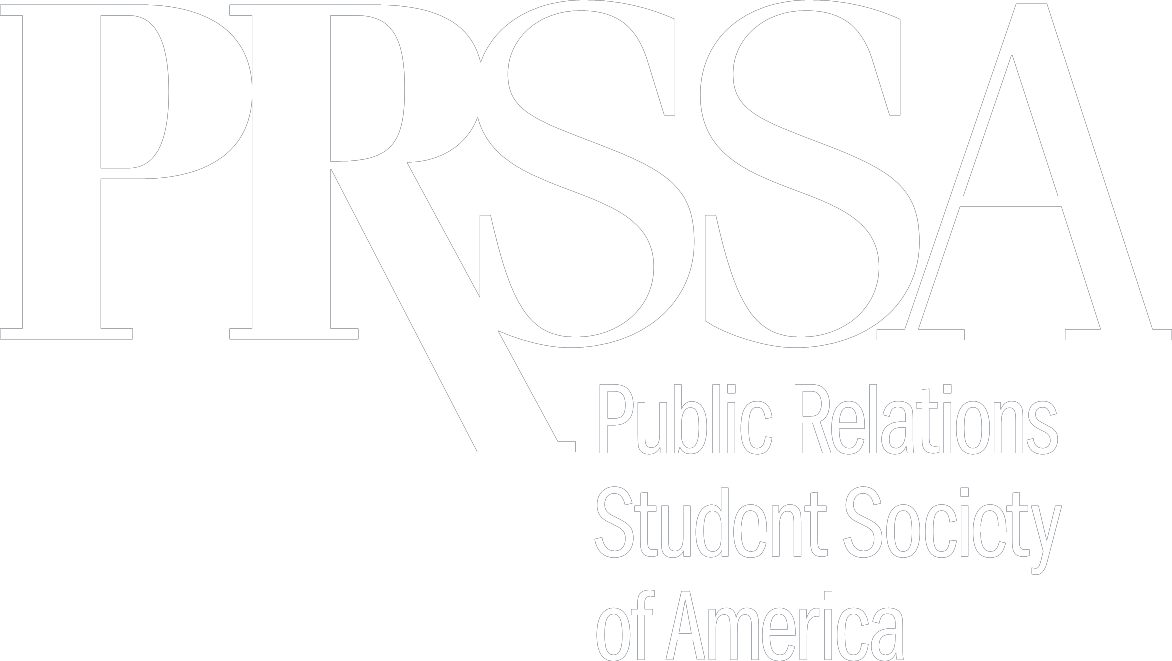 PRSSA
Public Relations
Student Society
of America